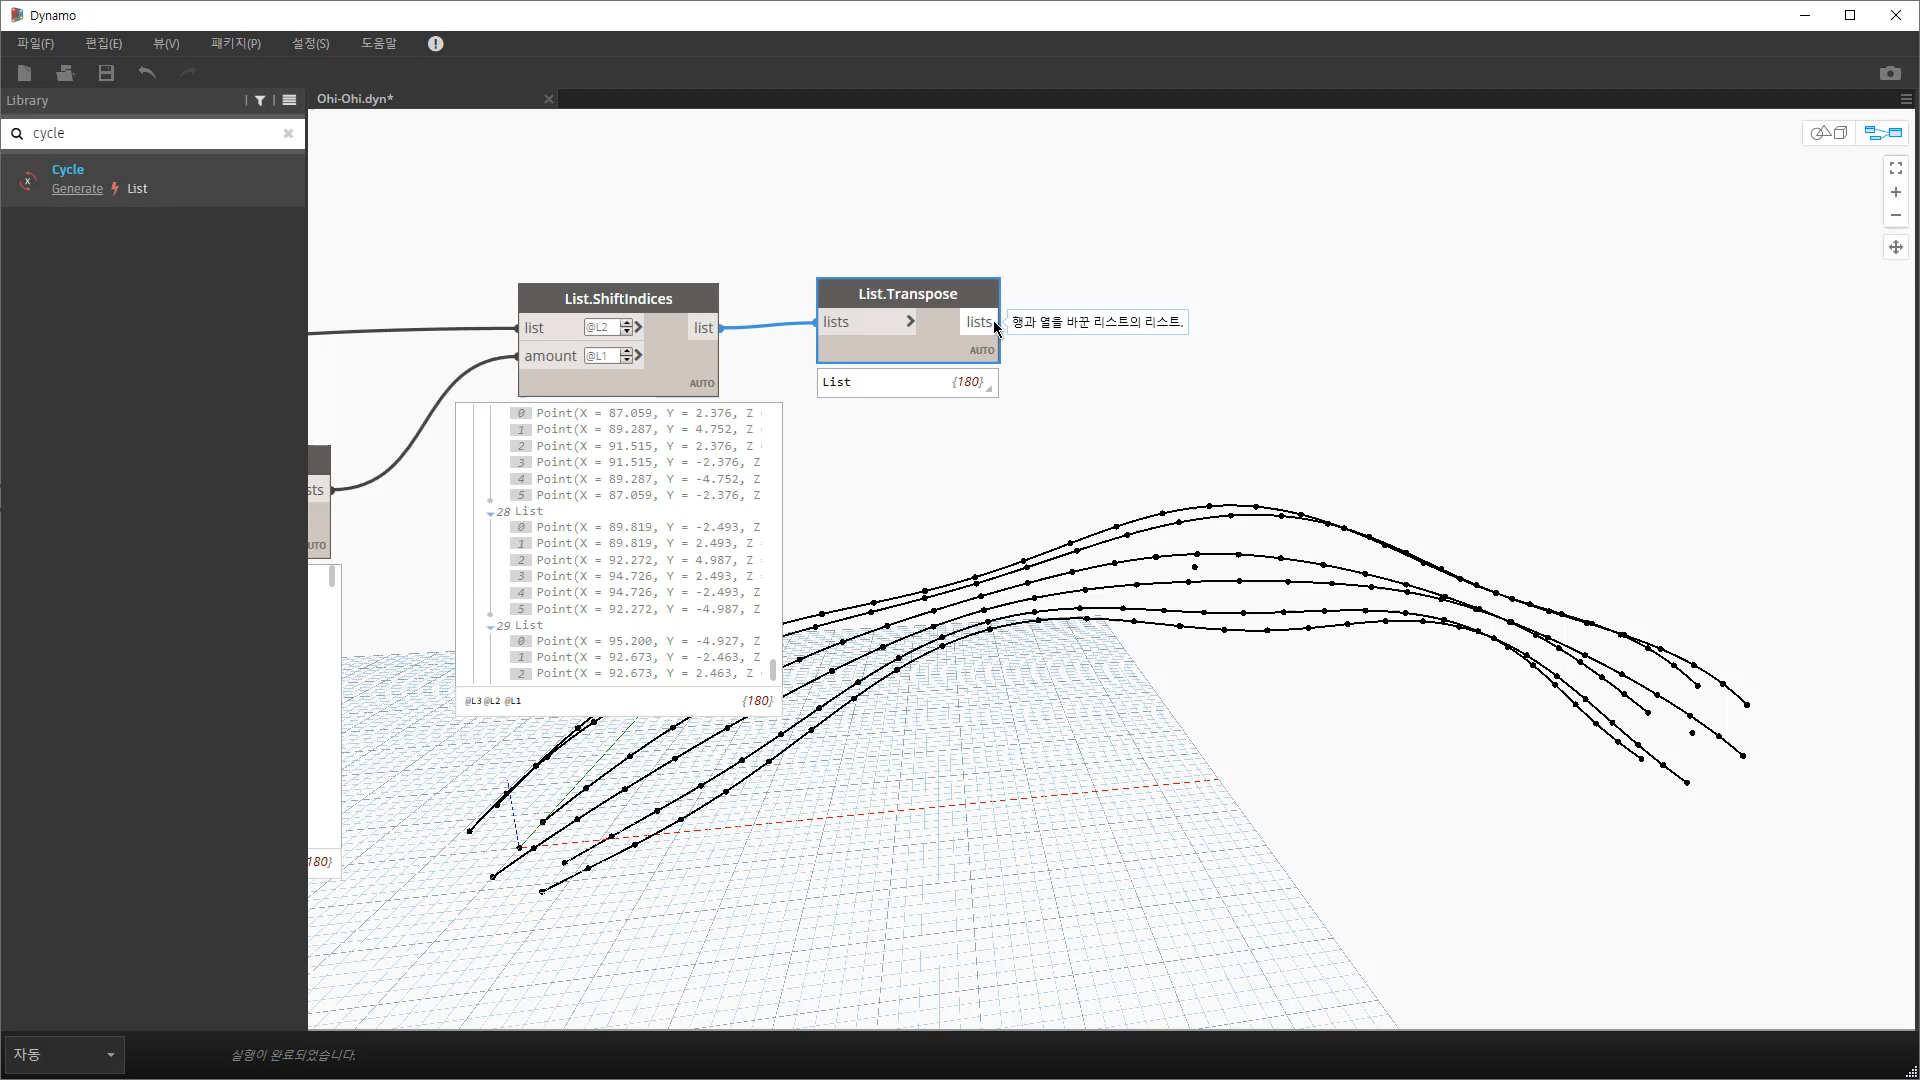 Dynamo
파일(F) 편집(E) 뷰(V) 패키지(P) 설정(S) 도움말
Library
Ohi-Ohi.dyn*
cycle
Cycle
Generate List
List.ShiftIndices
list @L2 list
amount @L1
AUTO
List.Transpose
lists lists
AUTO
행과 열을 바꾼 리스트의 리스트.
List {180}
0 Point(X = 87.059, Y = 2.376, Z =
1 Point(X = 89.287, Y = 4.752, Z =
2 Point(X = 91.515, Y = 2.376, Z =
3 Point(X = 91.515, Y = -2.376, Z
4 Point(X = 89.287, Y = -4.752, Z
5 Point(X = 87.059, Y = -2.376, Z
28 List
0 Point(X = 89.819, Y = -2.493, Z
1 Point(X = 89.819, Y = 2.493, Z =
2 Point(X = 92.272, Y = 4.987, Z =
3 Point(X = 94.726, Y = 2.493, Z =
4 Point(X = 94.726, Y = -2.493, Z
5 Point(X = 92.272, Y = -4.987, Z
29 List
0 Point(X = 95.200, Y = -4.927, Z
1 Point(X = 92.673, Y = -2.463, Z
2 Point(X = 92.673, Y = 2.463, Z =
@L3 @L2 @L1 {180}
sts
UTO
180}
자동
실행이 완료되었습니다.